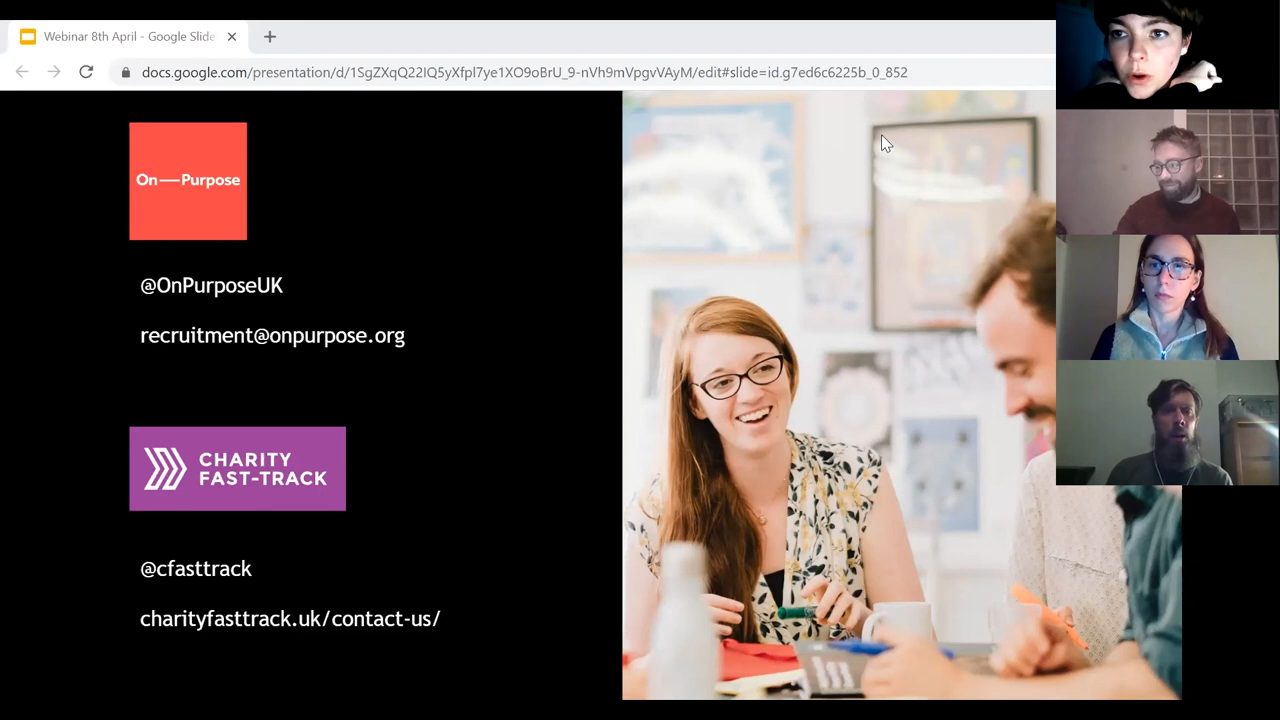 Webinar 8th April - Google Slide
docs.google.com/presentation/d/1SgZXqQ22IQ2yXfpl7ye1XO9oBrU_9-nVh9mVpgvVAyM/edit#slide=id.g7ed6c6225b_0_852
On—Purpose
@OnPurposeUK
recruitment@onpurpose.org
CHARITY
FAST-TRACK
@cfasttrack
charityfasttrack.uk/contact-us/